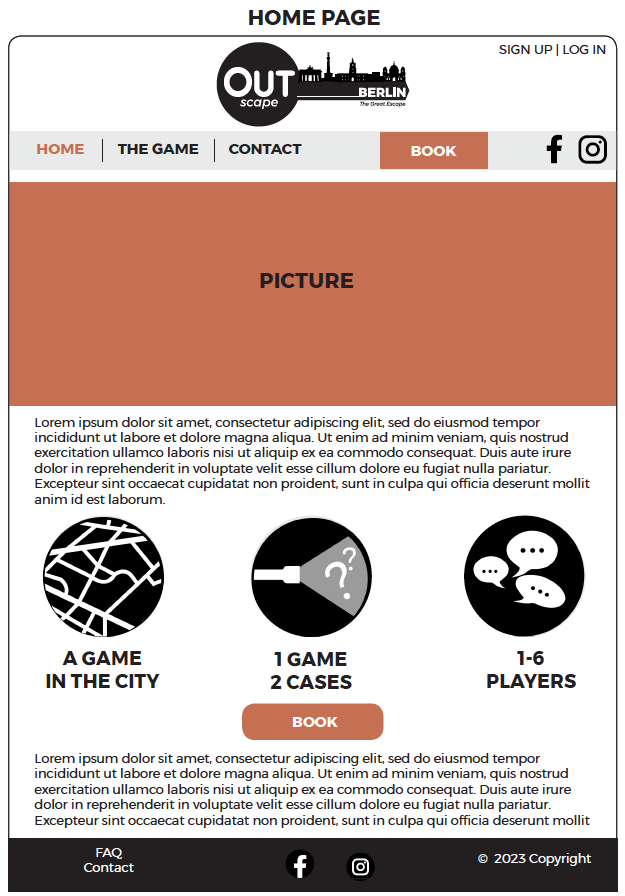 HOME PAGE
SIGN UP | LOG IN
OUT
scape
BERLIN
The Great Escape
HOME | THE GAME | CONTACT
BOOK
PICTURE
Lorem ipsum dolor sit amet, consectetur adipiscing elit, sed do eiusmod tempor
incididunt ut labore et dolore magna aliqua. Ut enim ad minim veniam, quis nostrud
exercitation ullamco laboris nisi ut aliquip ex ea commodo consequat. Duis aute irure
dolor in reprehenderit in voluptate velit esse cillum dolore eu fugiat nulla pariatur.
Excepteur sint occaecat cupidatat non proident, sunt in culpa qui officia deserunt mollit
anim id est laborum.
? ?
A GAME
IN THE CITY
1 GAME
2 CASES
1-6
PLAYERS
BOOK
Lorem ipsum dolor sit amet, consectetur adipiscing elit, sed do eiusmod tempor
incididunt ut labore et dolore magna aliqua. Ut enim ad minim veniam, quis nostrud
exercitation ullamco laboris nisi ut aliquip ex ea commodo consequat. Duis aute irure
dolor in reprehenderit in voluptate velit esse cillum dolore eu fugiat nulla pariatur.
Excepteur sint occaecat cupidatat non proident, sunt in culpa qui officia deserunt mollit
FAQ
Contact
© 2023 Copyright